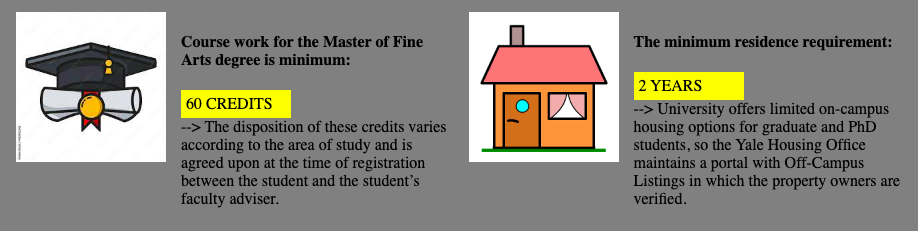 Course work for the Master of Fine
Arts degree is minimum:
60 CREDITS
--> The disposition of these credits varies
according to the area of study and is
agreed upon at the time of registration
between the student and the student’s
faculty adviser.
The minimum residence requirement:
2 YEARS
--> University offers limited on-campus
housing options for graduate and PhD
students, so the Yale Housing Office
maintains a portal with Off-Campus
Listings in which the property owners are
verified.